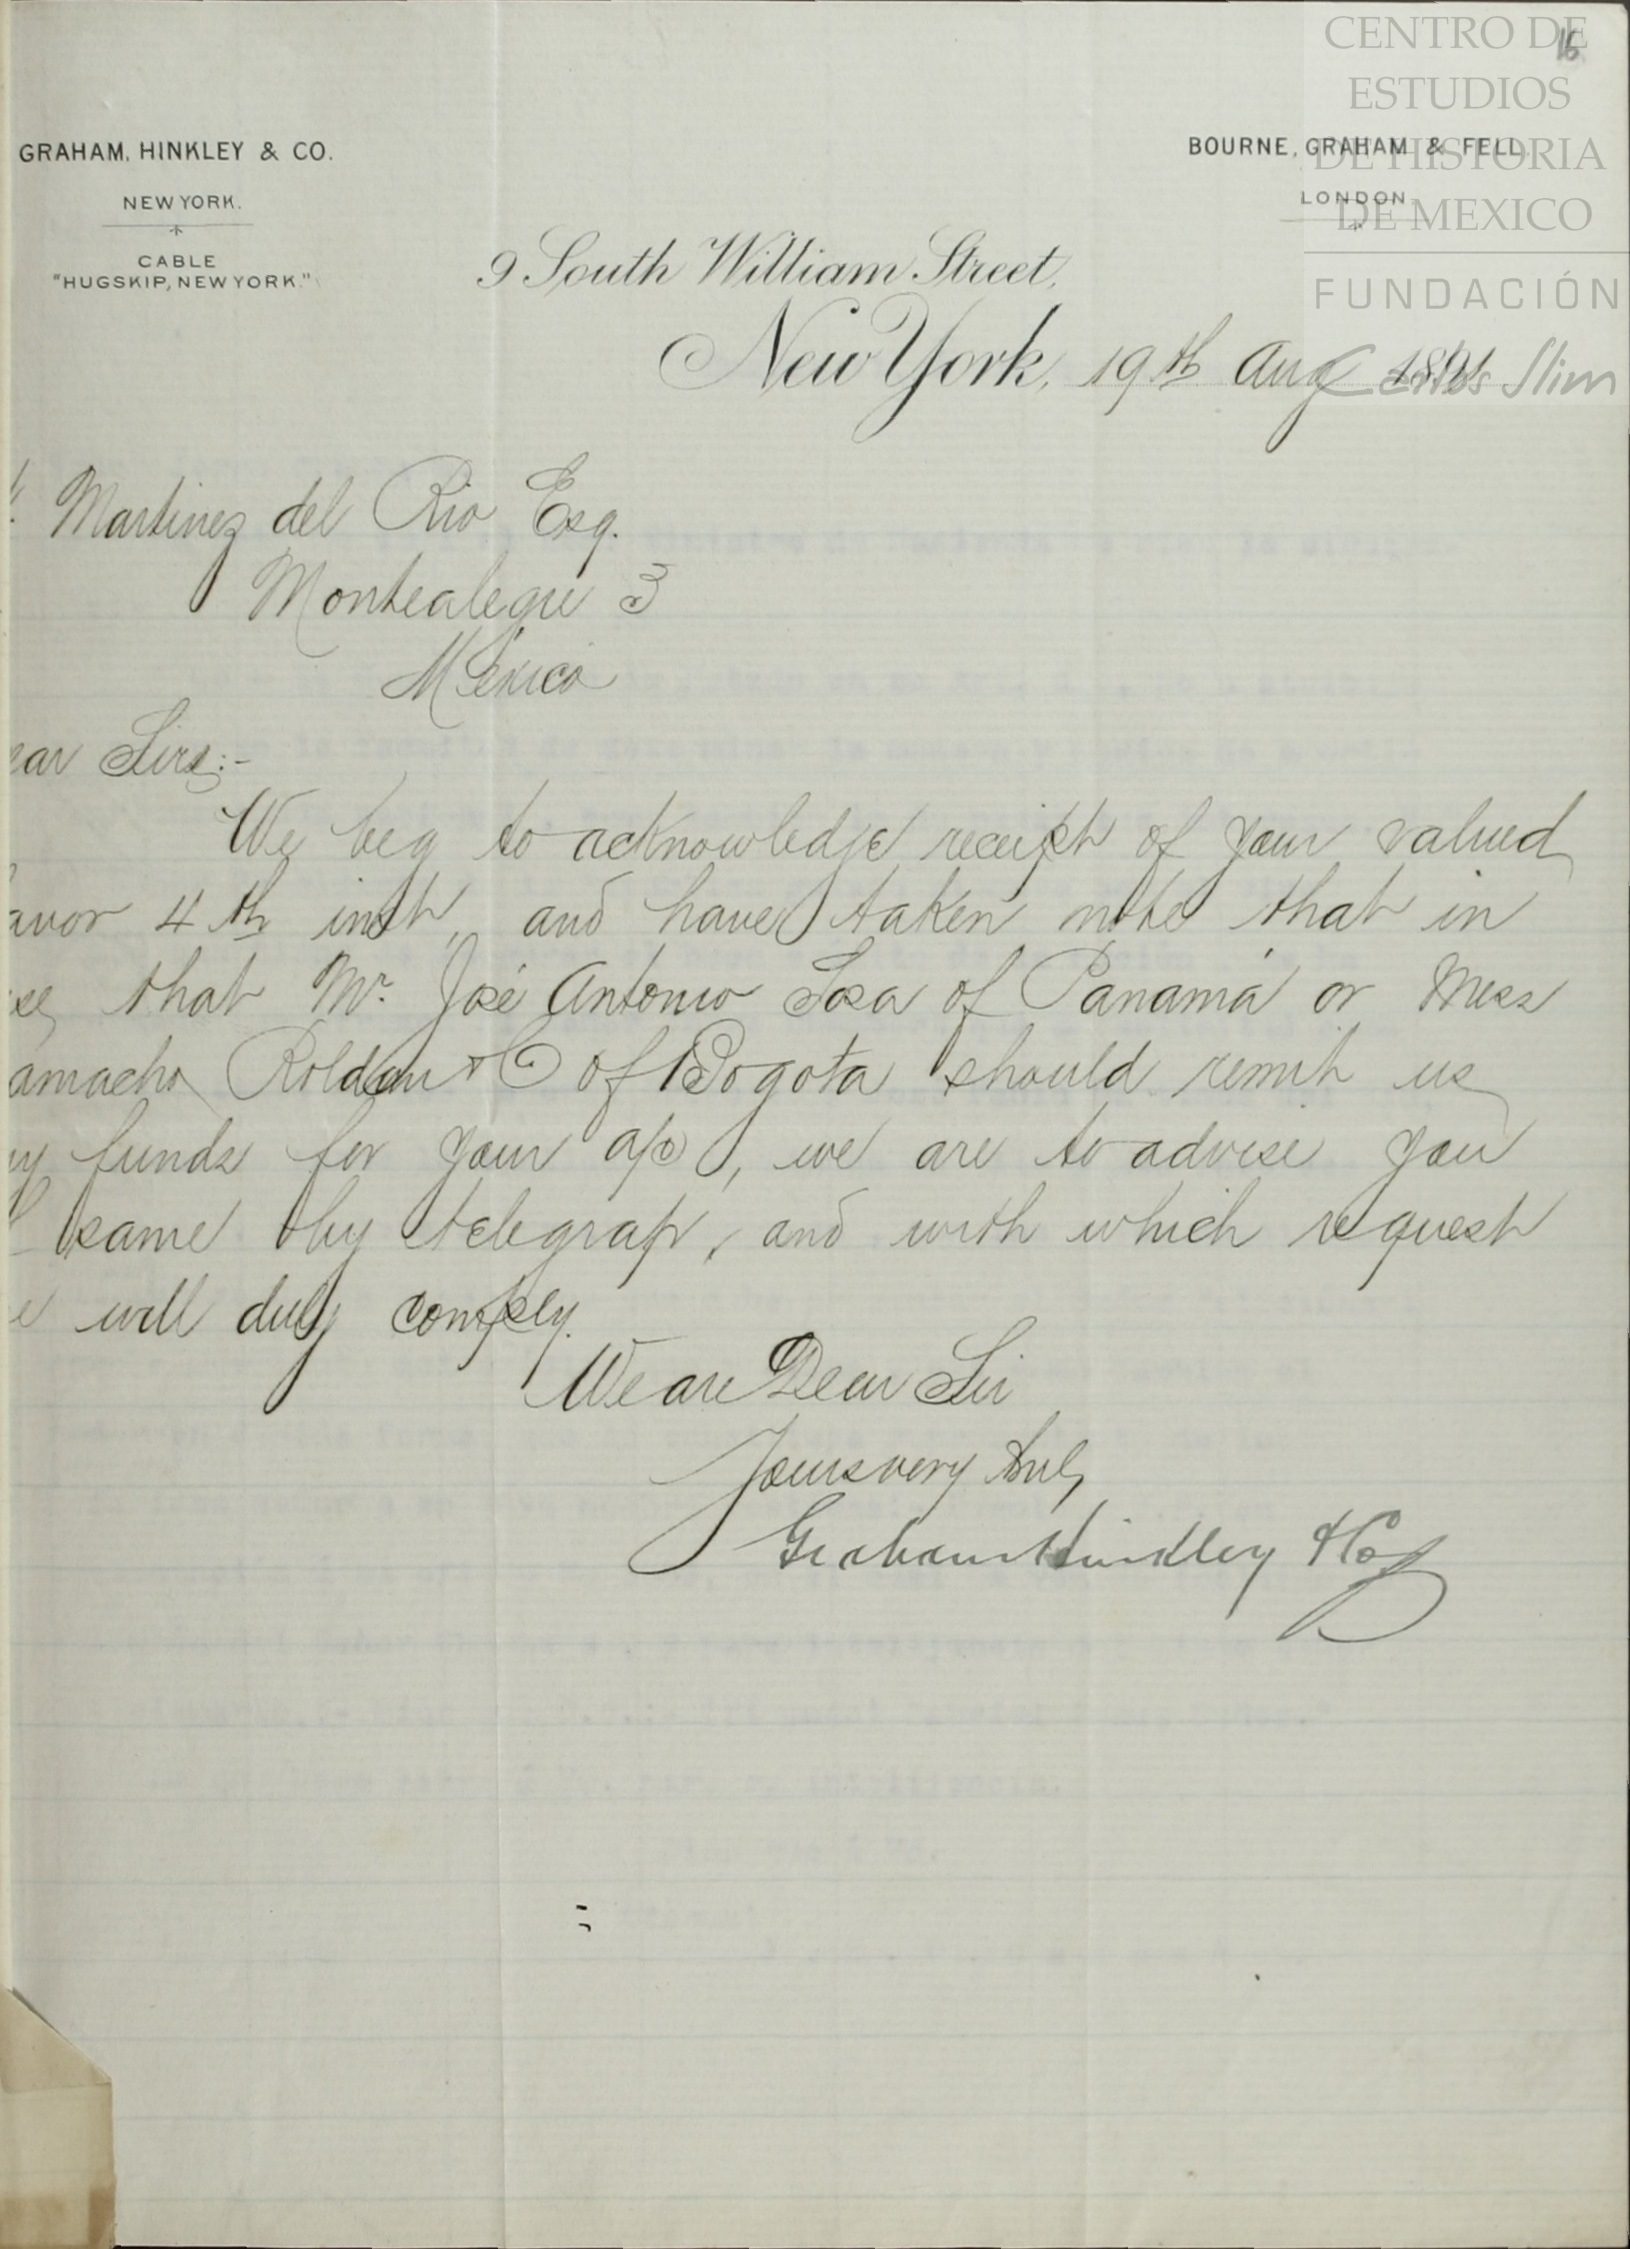 16
CENTRO DE
ESTUDIOS
DE HISTORIA
DE MEXICO
FUNDACIÓN
Carlos Slim
GRAHAM, HINKLEY & CO.
NEW YORK.
CABLE
"HUGSKIP, NEW YORK."
BOURNE, GRAHAM & FELL.
LONDON
9 South William Street,
New York, 19th Aug 1891
Martinez del Rio Esq.
Montealegre 3
Mexico
ear Sirs:-
We beg to acknowledge receipt of your valued
avor 4th inst, and have taken note that in
se that Mr. José Antonio Sosa of Panamá or Mess
amacho Roldan & Co of Bogota should remit us
y funds for your a/c, we are to advise you
same by telegraph, and with which request
e will duly comply.
We are Dear Sir
Yours very truly
Graham Hinkley & Co